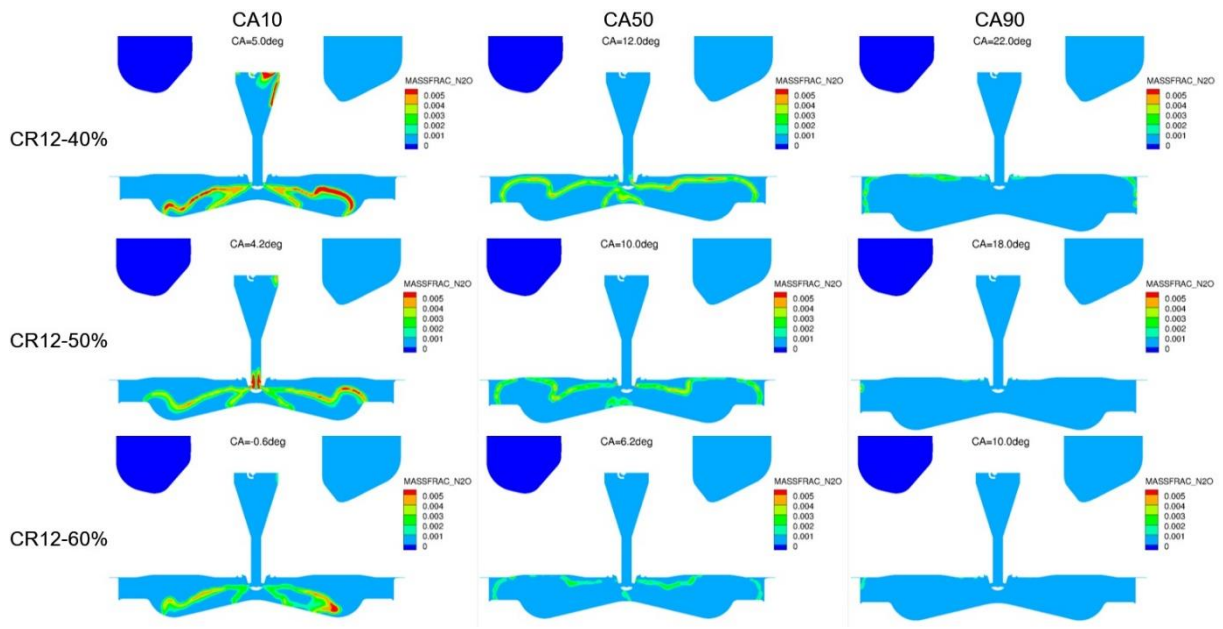 CA10 CA50 CA90
CA=5.0deg CA=12.0deg CA=22.0deg
CR12-40%
MASSFRAC_N2O MASSFRAC_N2O MASSFRAC_N2O
0.005 0.005 0.005
0.004 0.004 0.004
0.003 0.003 0.003
0.002 0.002 0.002
0.001 0.001 0.001
0 0 0
CA=4.2deg CA=10.0deg CA=18.0deg
CR12-50%
MASSFRAC_N2O MASSFRAC_N2O MASSFRAC_N2O
0.005 0.005 0.005
0.004 0.004 0.004
0.003 0.003 0.003
0.002 0.002 0.002
0.001 0.001 0.001
0 0 0
CA=-0.6deg CA=6.2deg CA=10.0deg
CR12-60%
MASSFRAC_N2O MASSFRAC_N2O MASSFRAC_N2O
0.005 0.005 0.005
0.004 0.004 0.004
0.003 0.003 0.003
0.002 0.002 0.002
0.001 0.001 0.001
0 0 0